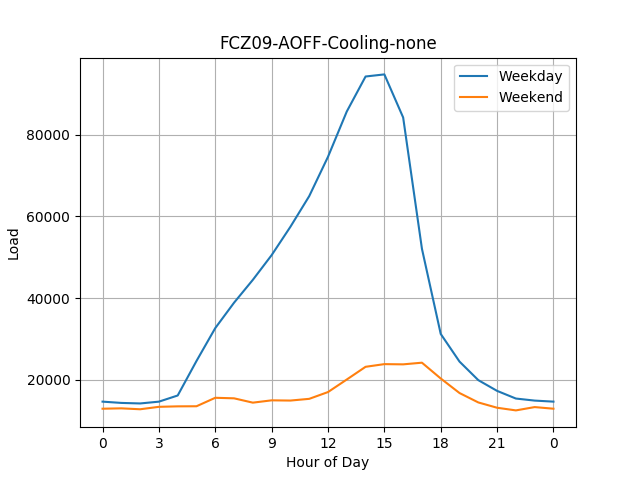 FCZ09-AOFF-Cooling-none
Weekday
Weekend
80000
60000
40000
20000
Load
0 3 6 9 12 15 18 21 0
Hour of Day